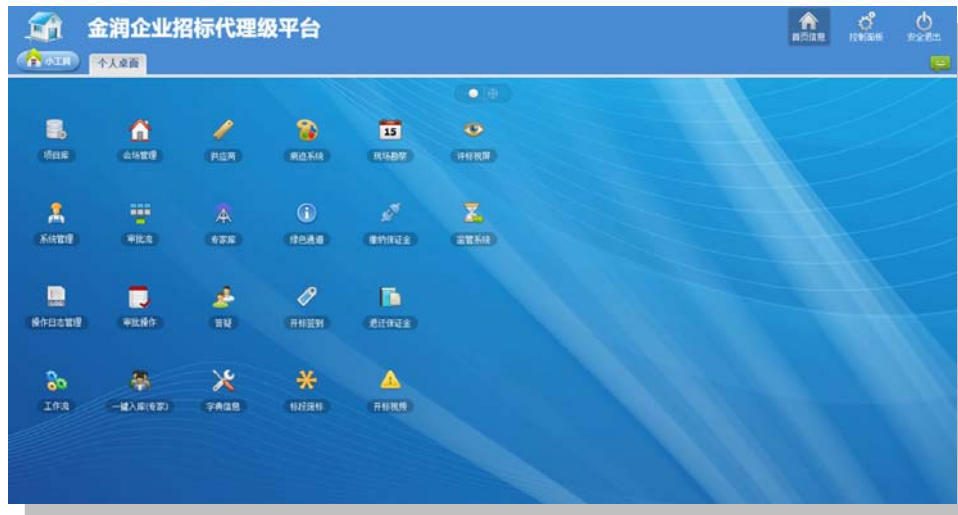 金润企业招标代理级平台
首页信息 控制面板 安全退出
小工具 个人桌面
15
项目库 会场管理 供应商 痕迹系统 现场勘察 评标视屏
系统管理 审批流 专家库 绿色通道 缴纳保证金 监管系统
操作日志管理 审批操作 答疑 开标签到 退还保证金
工作流 一键入库(专家) 字典信息 标段废标 开标视频